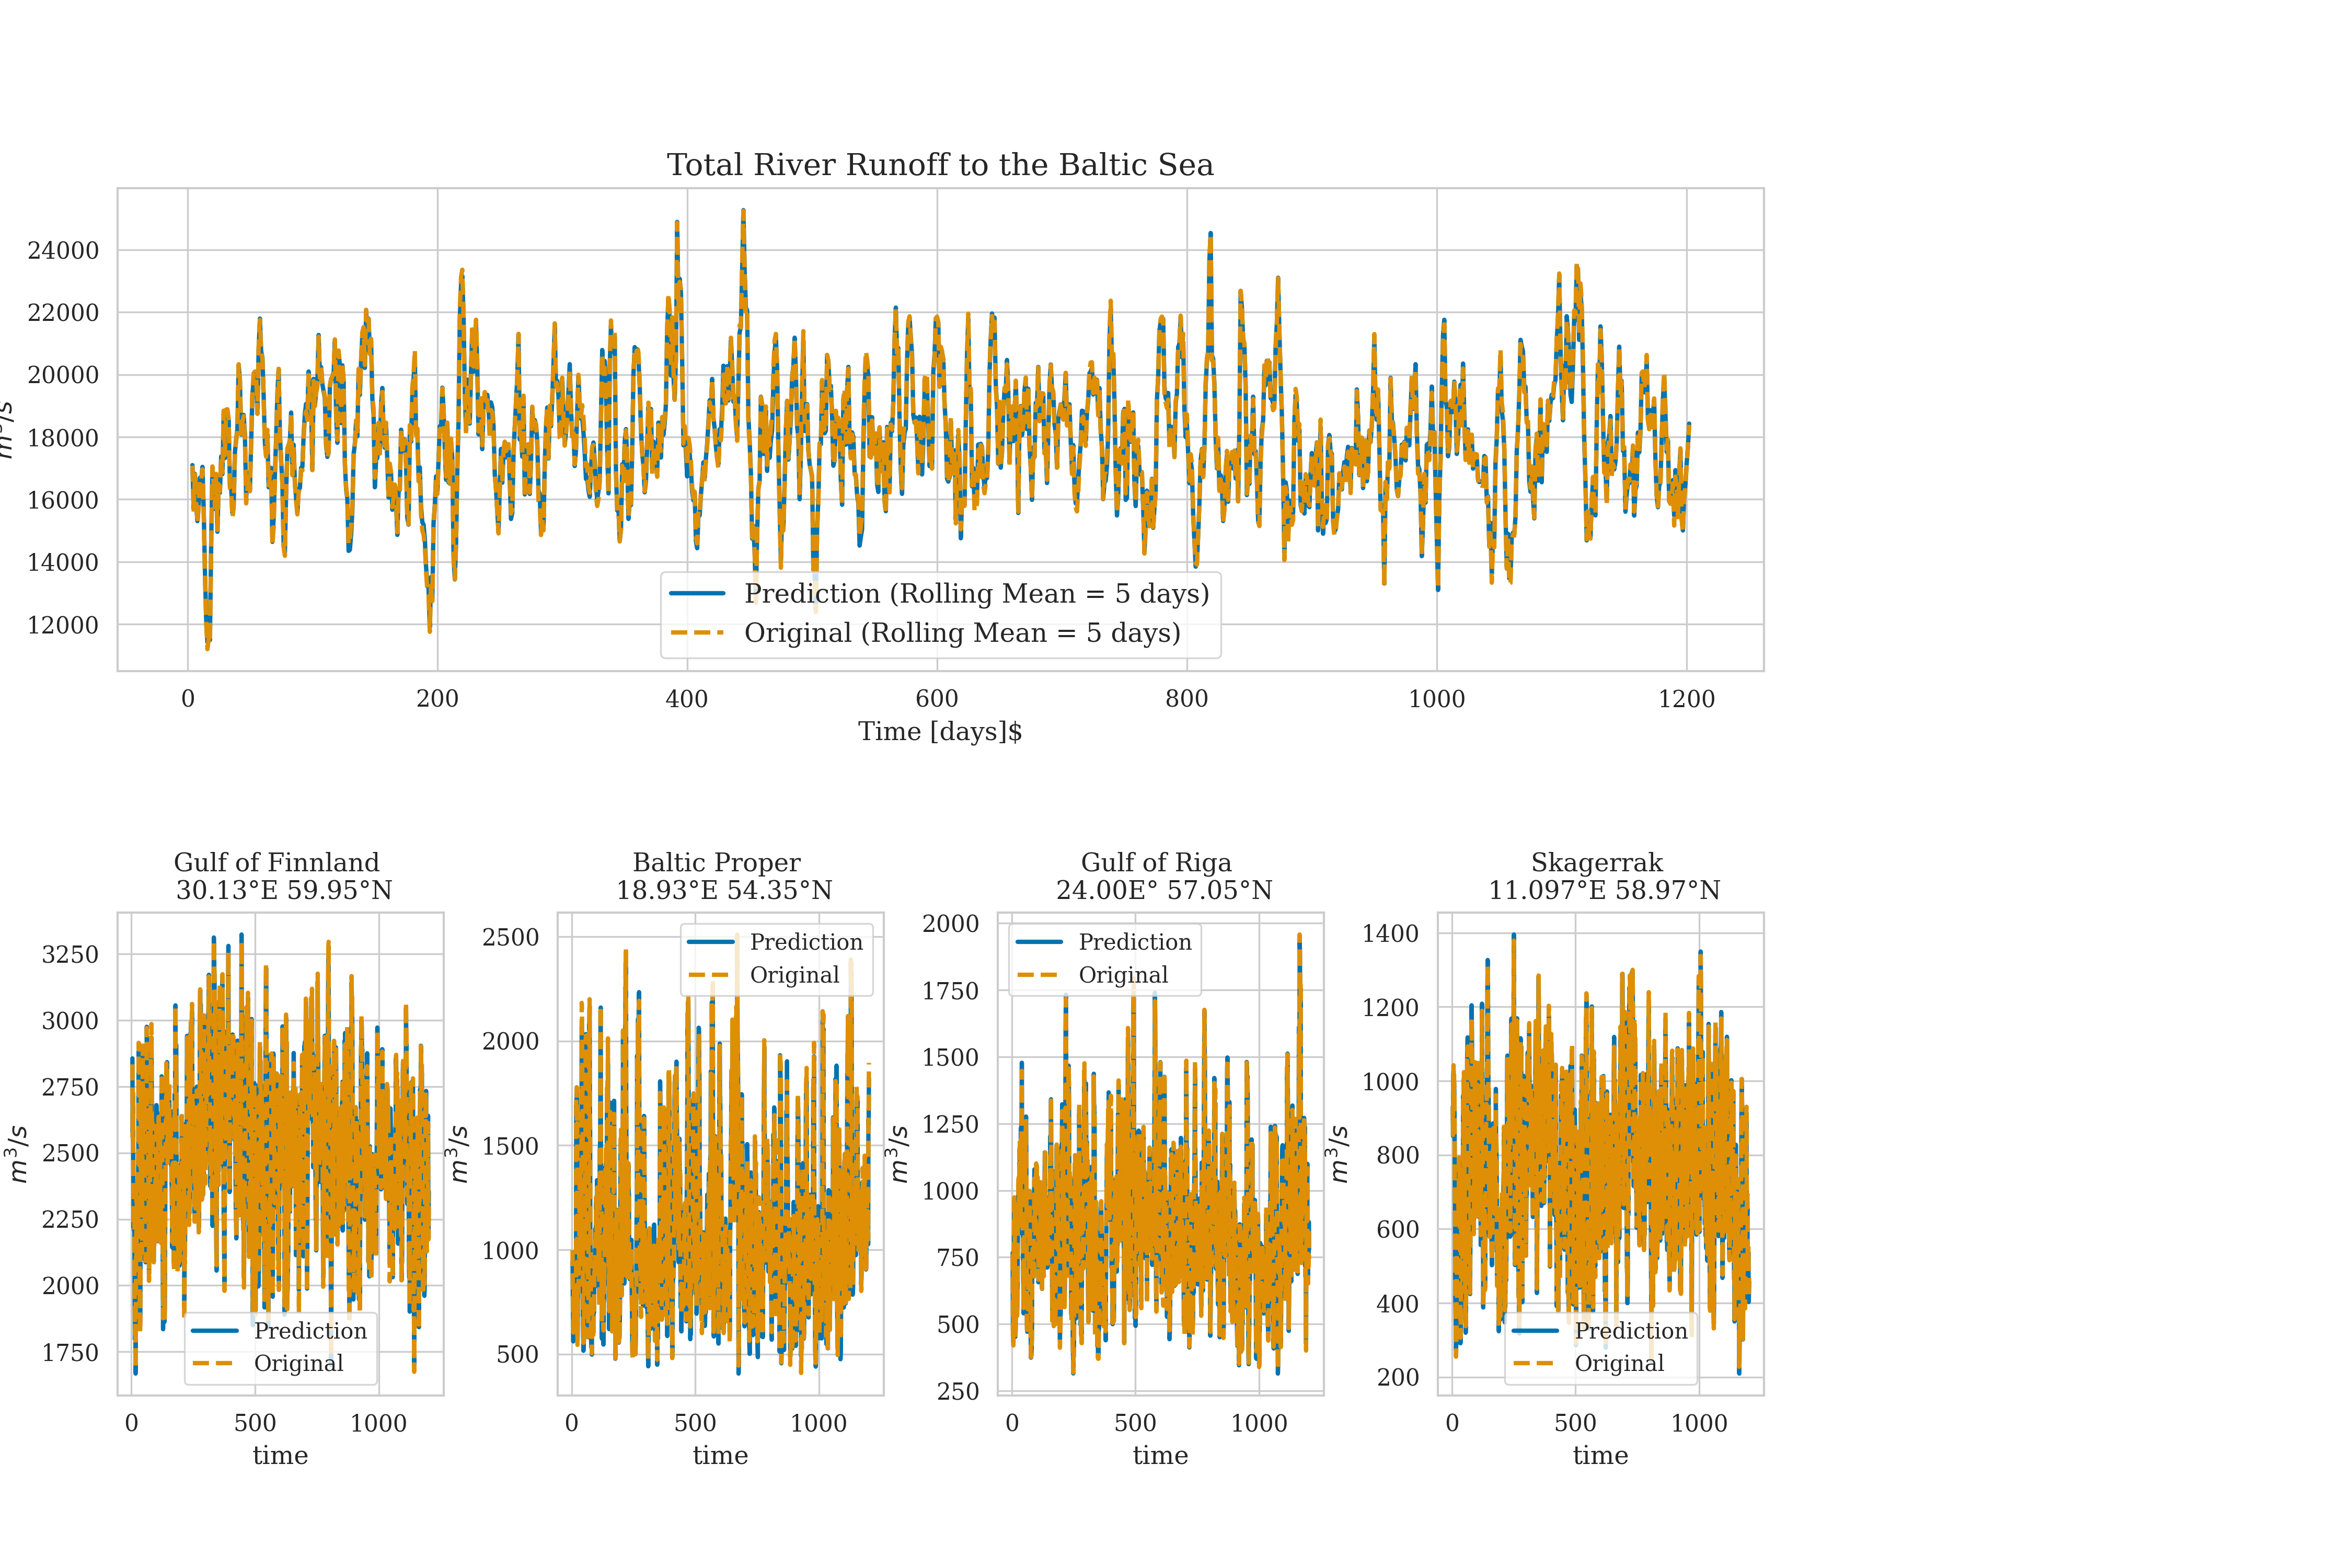 Total River Runoff to the Baltic Sea
24000
22000
20000
18000
16000
14000
12000
m³/s
Prediction (Rolling Mean = 5 days)
Original (Rolling Mean = 5 days)
0 200 400 600 800 1000 1200
Time [days]$
Gulf of Finnland
30.13°E 59.95°N
3250
3000
2750
2500
2250
2000
1750
m³/s
Prediction
Original
0 500 1000
time
Baltic Proper
18.93°E 54.35°N
2500
2000
1500
1000
500
m³/s
Prediction
Original
0 500 1000
time
Gulf of Riga
24.00E° 57.05°N
2000
1750
1500
1250
1000
750
500
250
m³/s
Prediction
Original
0 500 1000
time
Skagerrak
11.097°E 58.97°N
1400
1200
1000
800
600
400
200
m³/s
Prediction
Original
0 500 1000
time